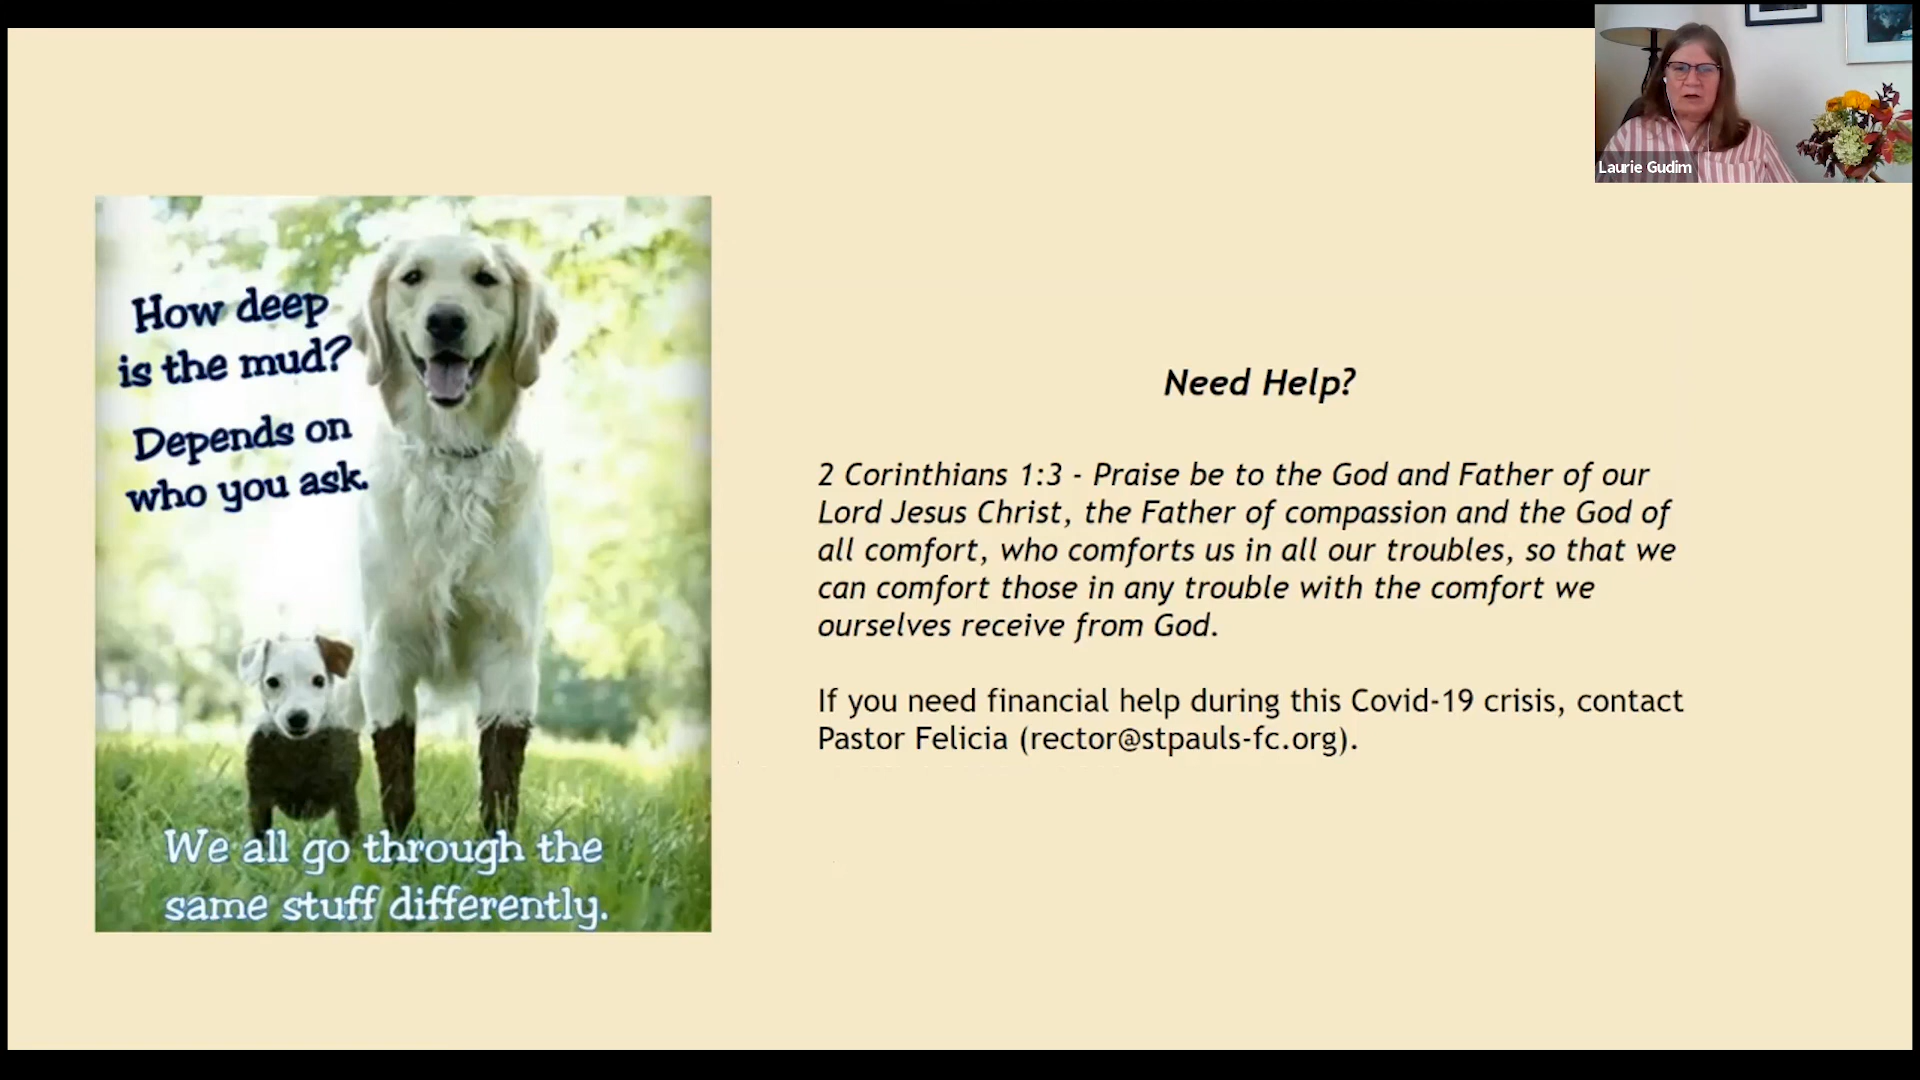 Laurie Gudim
How deep
is the mud?
Depends on
who you ask.
We all go through the
same stuff differently.
Need Help?
2 Corinthians 1:3 - Praise be to the God and Father of our
Lord Jesus Christ, the Father of compassion and the God of
all comfort, who comforts us in all our troubles, so that we
can comfort those in any trouble with the comfort we
ourselves receive from God.
If you need financial help during this Covid-19 crisis, contact
Pastor Felicia (rector@stpauls-fc.org).